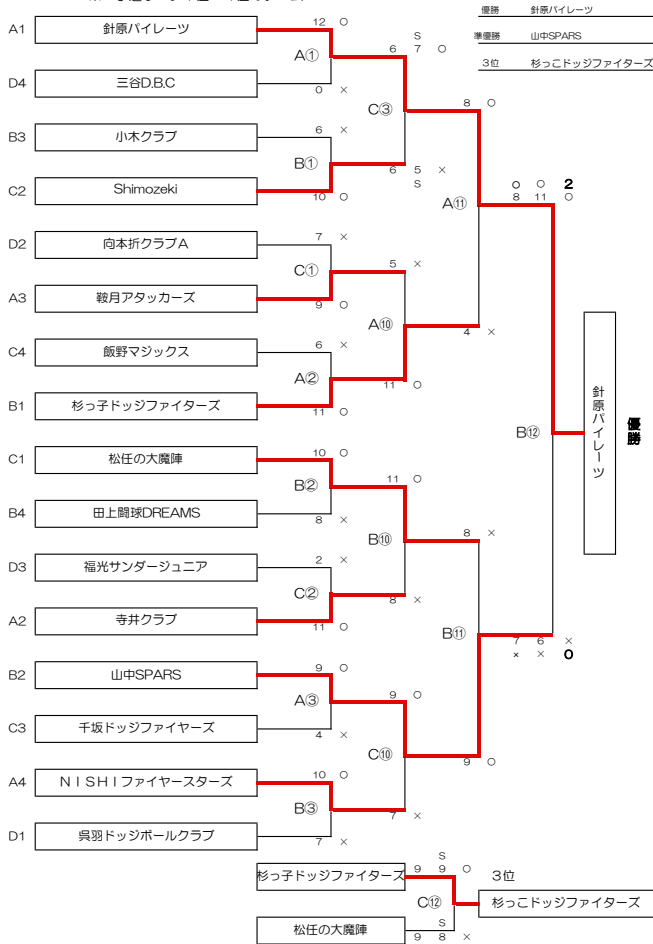 優勝 針原パイレーツ
準優勝 山中SPARS
3位 杉っこドッジファイターズ
A1 針原パイレーツ 12 ○
A①
D4 三谷D.B.C 0 ×
S
6 7 ○
C③
B3 小木クラブ 6 ×
B①
C2 Shimozeki 10 ○
6 5 ×
S
8 ○
A⑪
D2 向本折クラブA 7 ×
C①
A3 鞍月アタッカーズ 9 ○
5 ×
A⑩
C4 飯野マジックス 6 ×
A②
B1 杉っ子ドッジファイターズ 11 ○
11 ○
4 ×
○ ○ 2
8 11 ○
B⑫
針原パイレーツ
優勝
C1 松任の大魔陣 10 ○
B②
B4 田上闘球DREAMS 8 ×
11 ○
B⑩
D3 福光サンダージュニア 2 ×
C②
A2 寺井クラブ 11 ○
8 ×
8 ×
B⑪
7 6 ×
× × 0
B2 山中SPARS 9 ○
A③
C3 千坂ドッジファイヤーズ 4 ×
9 ○
C⑩
A4 NISHIファイヤースターズ 10 ○
B③
D1 呉羽ドッジボールクラブ 7 ×
7 ×
9 ○
S
杉っ子ドッジファイターズ 9 9 ○
3位
C⑫ 杉っこドッジファイターズ
S
松任の大魔陣 9 8 ×